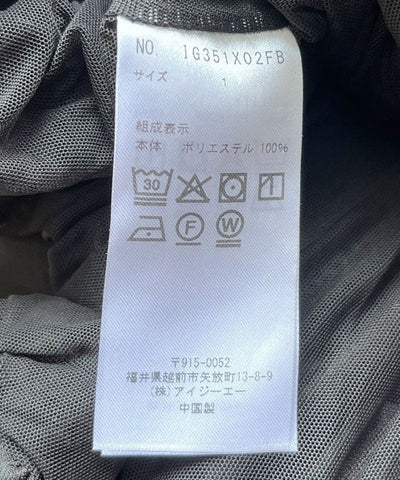 NO. IG351X02FB
サイズ 1
組成表示
本体 ポリエステル 100%
30
F W
〒915-0052
福井県越前市矢放町13-8-9
(株)アイジーエー
中国製